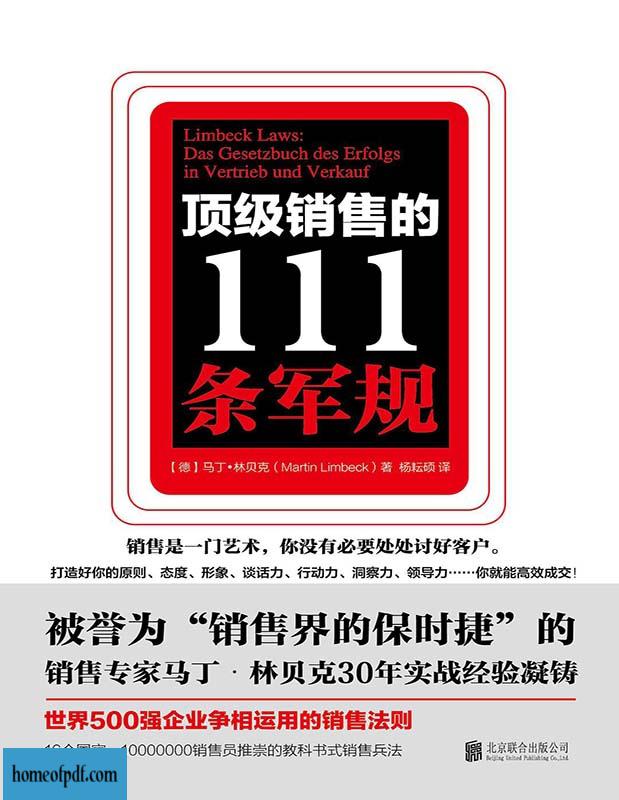 Limbeck Laws:
Das Gesetzbuch des Erfolgs
in Vertrieb und Verkauf
顶级销售的
111
条军规
【德】马丁•林贝克(Martin Limbeck)著 杨耘硕 译
销售是一门艺术，你没有必要处处讨好客户。
打造好你的原则、态度、形象、谈话力、行动力、洞察力、领导力……你就能高效成交！
被誉为“销售界的保时捷”的
销售专家马丁·林贝克30年实战经验凝铸
世界500强企业争相运用的销售法则
10000000销售员推崇的教科书式销售兵法
北京联合出版公司
Beijing United Publishing Co.,Ltd.
homeofpdf.com